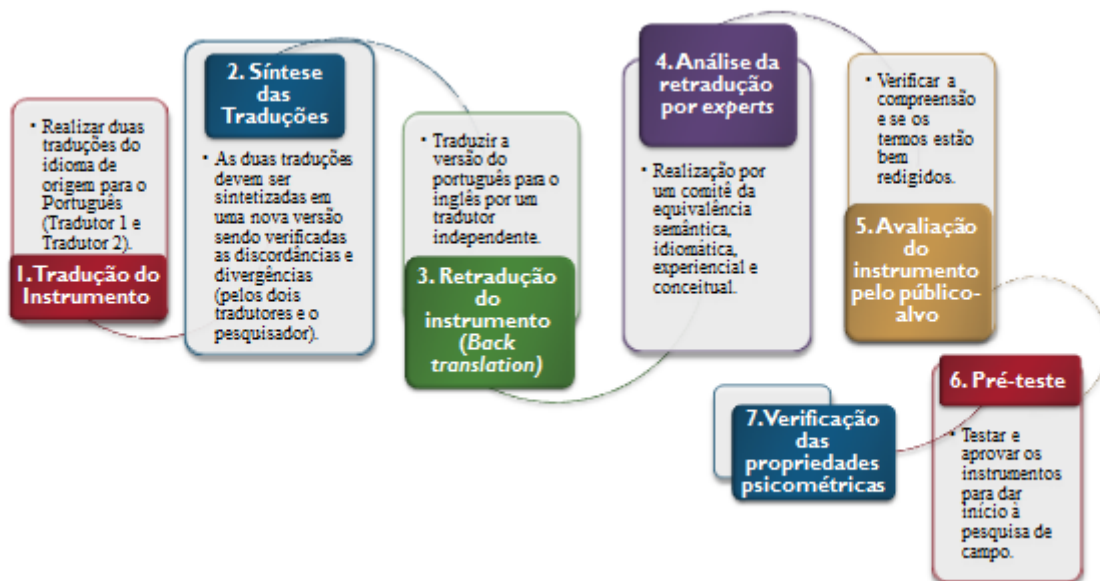 • Realizar duas
traduções do
idioma de
origem para o
Português
(Tradutor 1 e
Tradutor 2).
1. Tradução do
Instrumento
2. Síntese
das
Traduções
• As duas traduções
devem ser
sintetizadas em
uma nova versão
sendo verificadas
as discordâncias e
divergências
(pelos dois
tradutores e o
pesquisador).
• Traduzir a
versão do
português para o
inglês por um
tradutor
independente.
3. Retradução
do
instrumento
(Back
translation)
4. Análise da
retradução
por experts
• Realização por
um comitê da
equivalência
semântica,
idiomática,
experiencial e
conceitual.
• Verificar a
compreensão
e se os
termos estão
bem
redigidos.
5. Avaliação
do
instrumento
pelo público-
alvo
6. Pré-teste
• Testar e
aprovar os
instrumentos
para dar
início à
pesquisa de
campo.
7. Verificação
das
propriedades
psicométricas